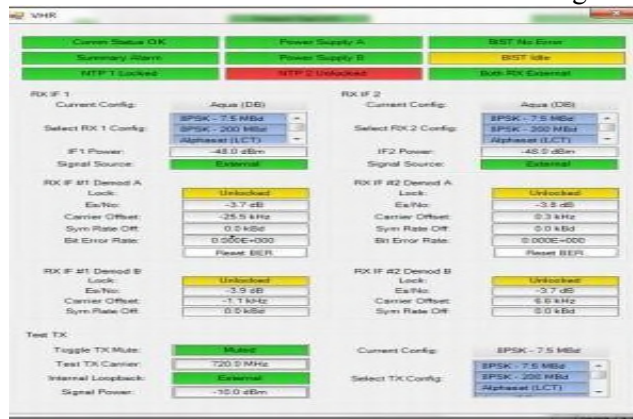 VHR
Comm Status OK Power Supply A BIST No Error
Summary Alarm Power Supply B BIST Idle
NTP 1 Locked NTP 2 Unlocked Both RX External
RX IF 1 RX IF 2
Current Config: Aqua (DB) Current Config: Aqua (DB)
8PSK - 7.5 MBd 8PSK - 7.5 MBd
Select RX 1 Config: 8PSK - 200 MBd Select RX 2 Config: 8PSK - 200 MBd
Alphasat (LCT) Alphasat (LCT)
IF1 Power: -48.0 dBm IF2 Power: -48.0 dBm
Signal Source: External Signal Source: External
RX IF #1 Demod A RX IF #2 Demod A
Lock: Unlocked Lock: Unlocked
Es/No: -3.7 dB Es/No: -3.8 dB
Carrier Offset: -25.5 kHz Carrier Offset: 0.3 kHz
Sym Rate Off: 0.0 kBd Sym Rate Off: 0.0 kBd
Bit Error Rate: 0.000E+000 Bit Error Rate: 0.000E+000
Reset BER Reset BER
RX IF #1 Demod B RX IF #2 Demod B
Lock: Unlocked Lock: Unlocked
Es/No: -3.9 dB Es/No: -3.7 dB
Carrier Offset: -1.1 kHz Carrier Offset: 6.6 kHz
Sym Rate Off: 0.0 kBd Sym Rate Off: 0.0 kBd
Test TX
Toggle TX Mute: Muted Current Config: 8PSK - 7.5 MBd
Test TX Carrier: 720.0 MHz 8PSK - 7.5 MBd
Internal Loopback: External Select TX Config: 8PSK - 200 MBd
Signal Power: -10.0 dBm Alphasat (LCT)